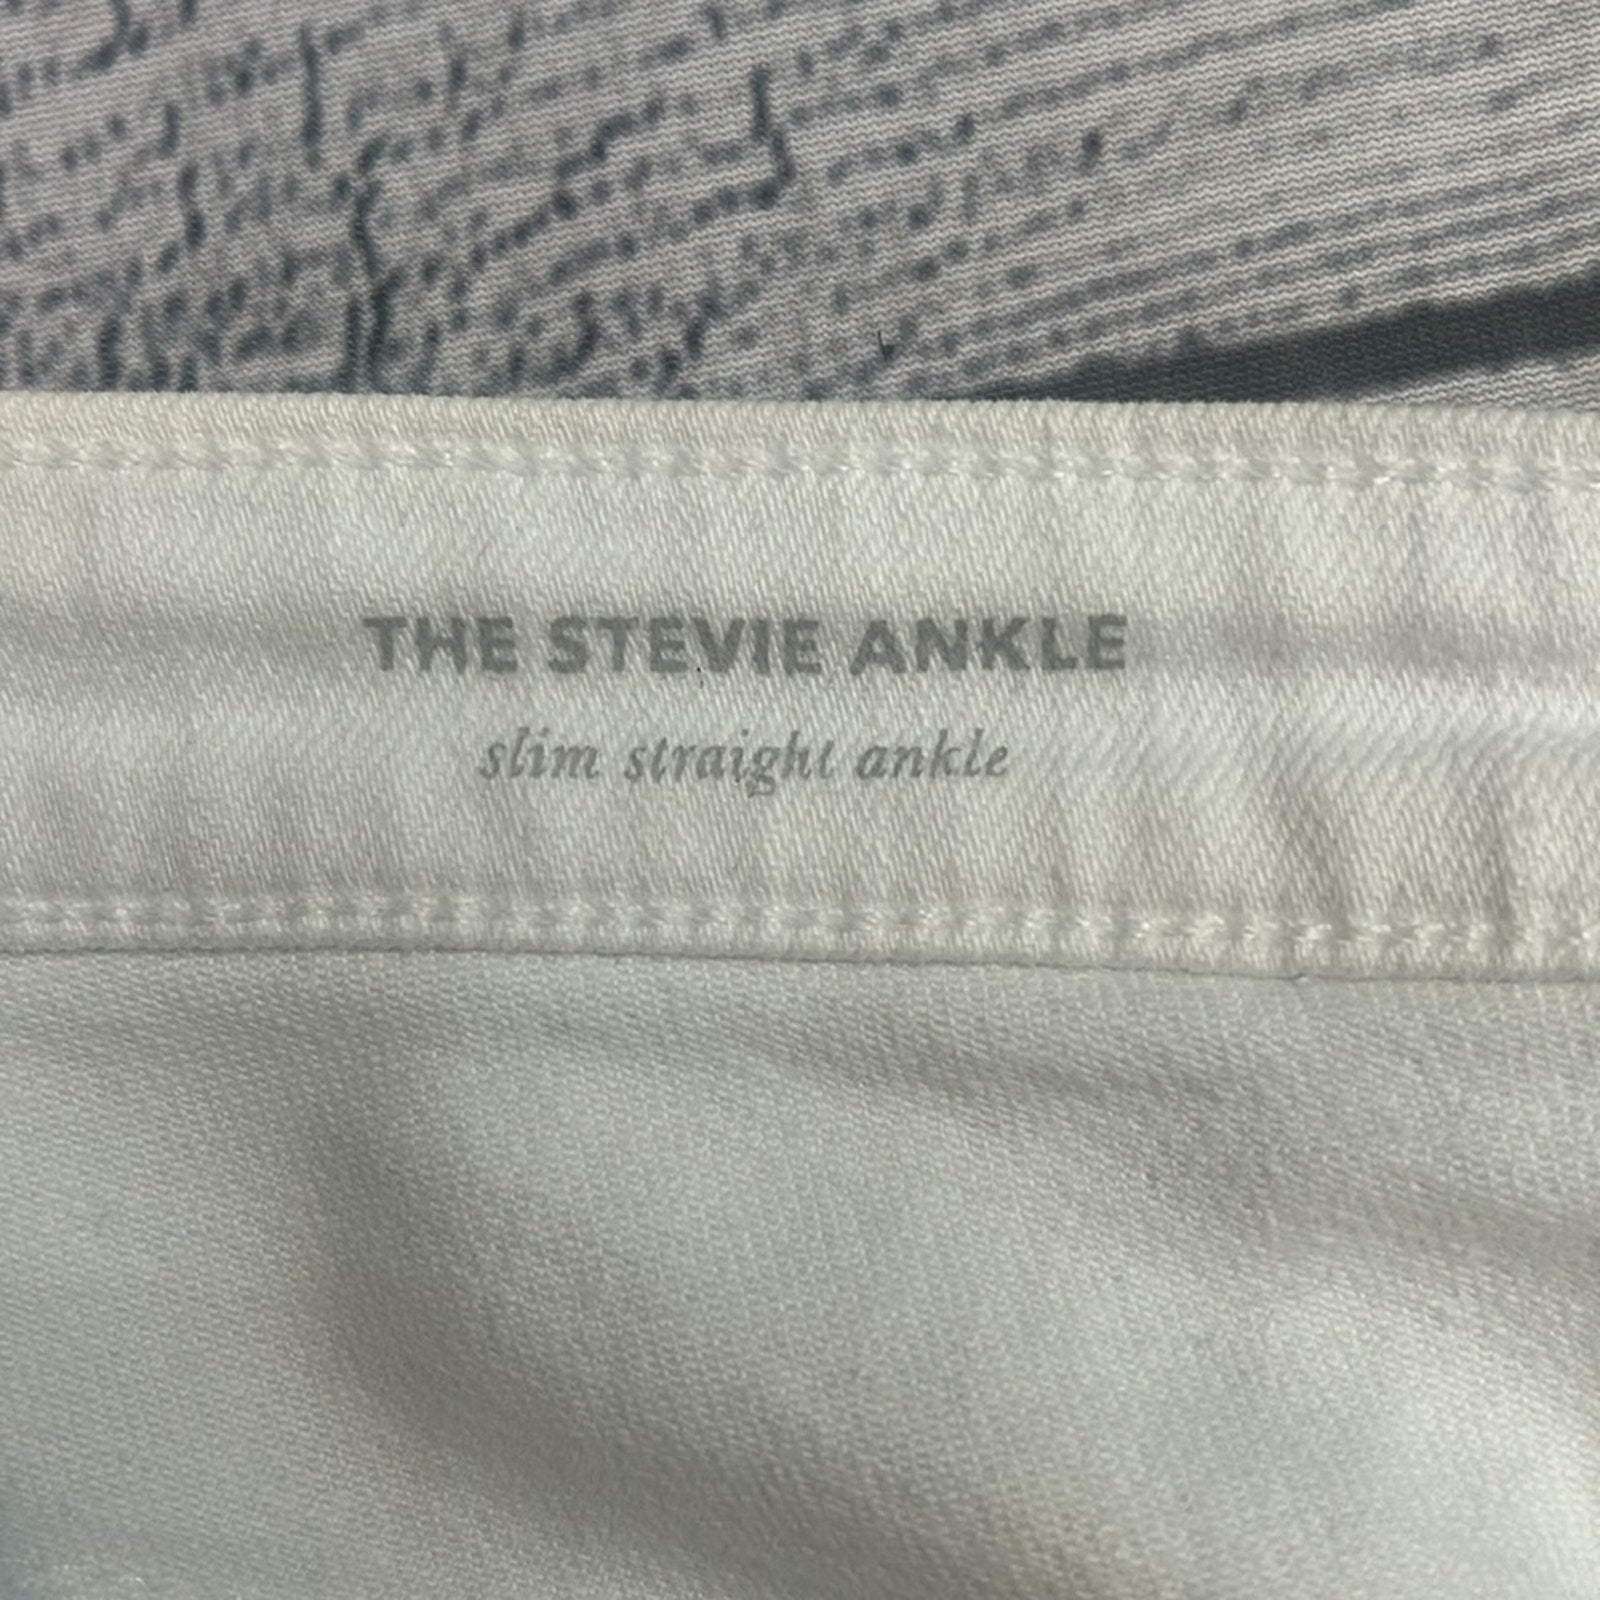 THE STEVIE ANKLE
slim straight ankle